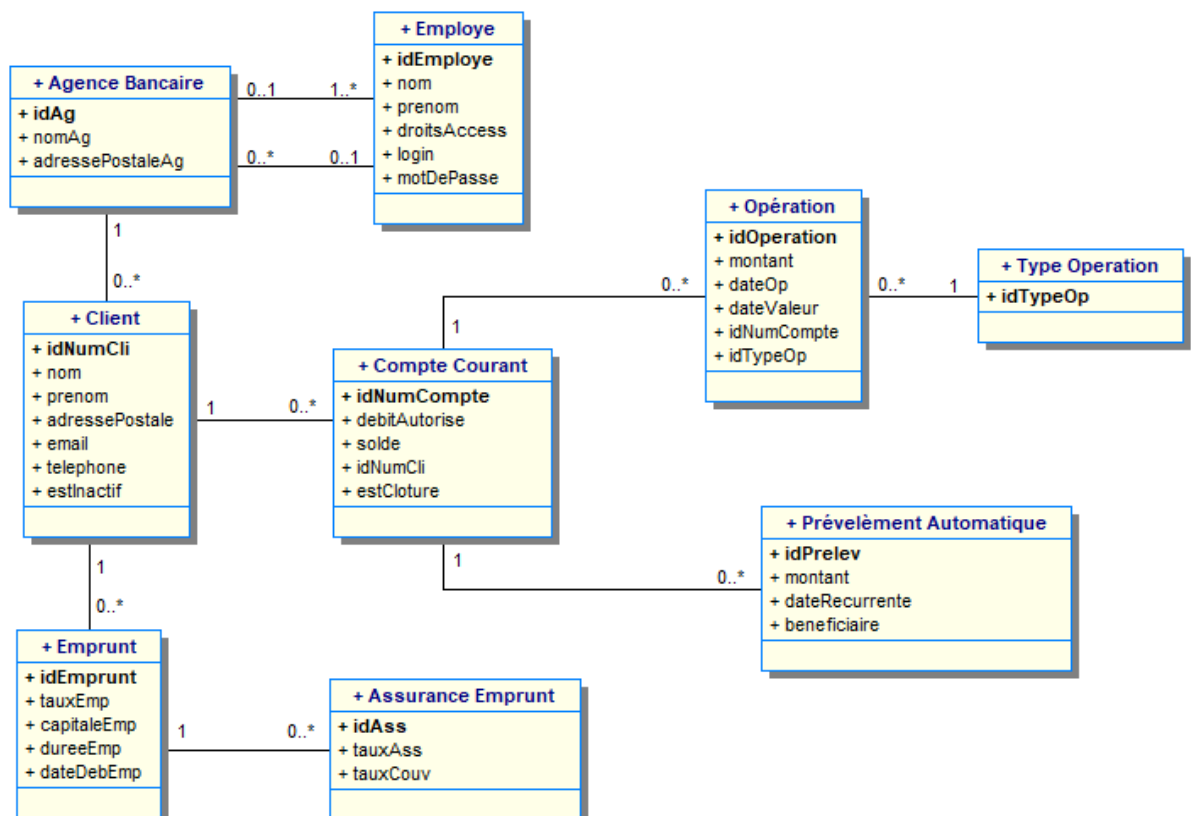 + Agence Bancaire
+ idAg
+ nomAg
+ adressePostaleAg
0..1
1..*
0..*
0..1
+ Employe
+ idEmploye
+ nom
+ prenom
+ droitsAccess
+ login
+ motDePasse
1
0..*
+ Client
+ idNumCli
+ nom
+ prenom
+ adressePostale
+ email
+ telephone
+ estInactif
1
0..*
+ Compte Courant
+ idNumCompte
+ debitAutorise
+ solde
+ idNumCli
+ estCloture
1
0..*
+ Opération
+ idOperation
+ montant
+ dateOp
+ dateValeur
+ idNumCompte
+ idTypeOp
0..*
1
+ Type Operation
+ idTypeOp
1
0..*
+ Prévelèment Automatique
+ idPrelev
+ montant
+ dateRecurrente
+ beneficiaire
1
0..*
+ Emprunt
+ idEmprunt
+ tauxEmp
+ capitaleEmp
+ dureeEmp
+ dateDebEmp
1
0..*
+ Assurance Emprunt
+ idAss
+ tauxAss
+ tauxCouv